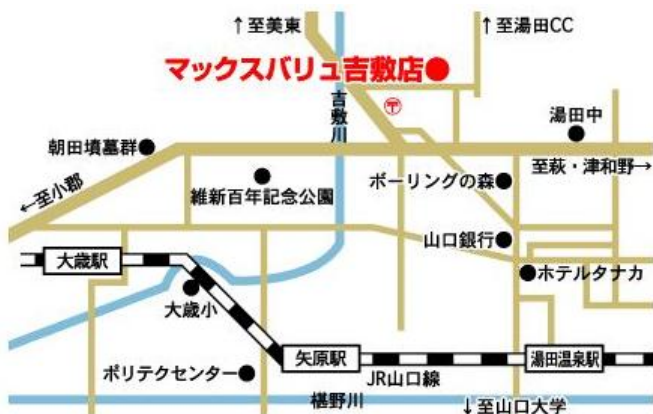 ↑至美東
↑至湯田CC
マックスバリュ吉敷店
吉敷川
〒
湯田中
朝田墳墓群
至萩・津和野→
ボーリングの森
←至小郡
維新百年記念公園
山口銀行
大歳駅
ホテルタナカ
大歳小
矢原駅
湯田温泉駅
JR山口線
ポリテクセンター
椹野川
↓至山口大学